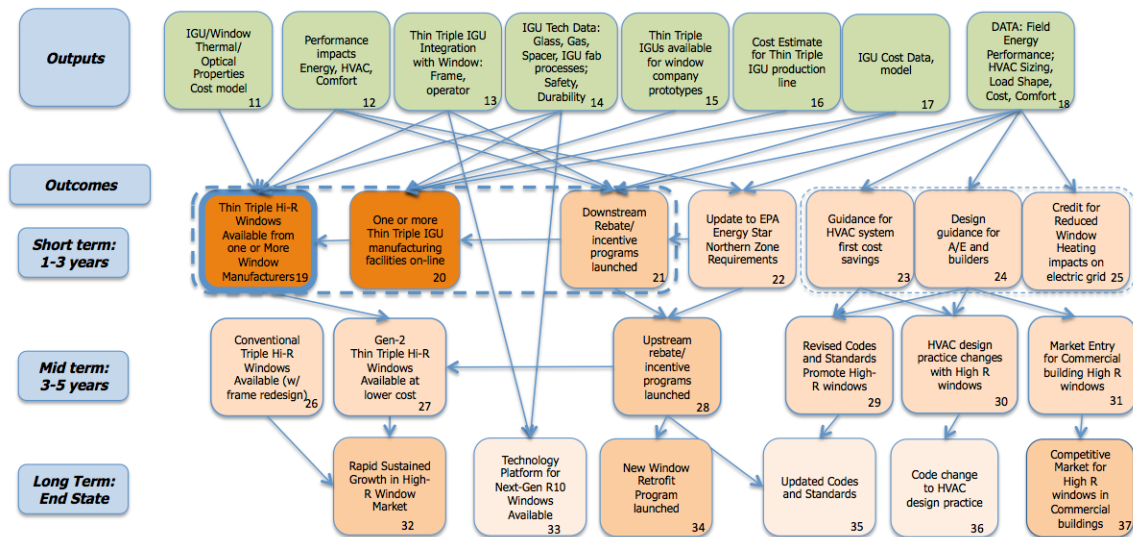 Outputs
IGU/Window
Thermal/
Optical
Properties
Cost model
11
Performance
impacts
Energy, HVAC,
Comfort
12
Thin Triple IGU
Integration
with Window:
Frame,
operator
13
IGU Tech Data:
Glass, Gas,
Spacer, IGU fab
processes;
Safety,
Durability
14
Thin Triple
IGUs available
for window
company
prototypes
15
Cost Estimate
for Thin Triple
IGU production
line
16
IGU Cost Data,
model
17
DATA: Field
Energy
Performance;
HVAC Sizing,
Load Shape,
Cost, Comfort
18
Outcomes
Short term:
1-3 years
Thin Triple Hi-R
Windows
Available from
one or More
Window
Manufacturers
19
One or more
Thin Triple IGU
manufacturing
facilities on-line
20
Downstream
Rebate/
incentive
programs
launched
21
Update to EPA
Energy Star
Northern Zone
Requirements
22
Guidance for
HVAC system
first cost
savings
23
Design
guidance for
A/E and
builders
24
Credit for
Reduced
Window
Heating
impacts on
electric grid
25
Mid term:
3-5 years
Conventional
Triple Hi-R
Windows
Available (w/
frame redesign)
26
Gen-2
Thin Triple Hi-R
Windows
Available at
lower cost
27
Upstream
rebate/
incentive
programs
launched
28
Revised Codes
and Standards
Promote High-
R windows
29
HVAC design
practice changes
with High R
windows
30
Market Entry
for Commercial
building High R
windows
31
Long Term:
End State
Rapid Sustained
Growth in High-
R Window
Market
32
Technology
Platform for
Next-Gen R10
Windows
Available
33
New Window
Retrofit
Program
launched
34
Updated Codes
and Standards
35
Code change
to HVAC
design practice
36
Competitive
Market for
High R
windows in
Commercial
buildings
37